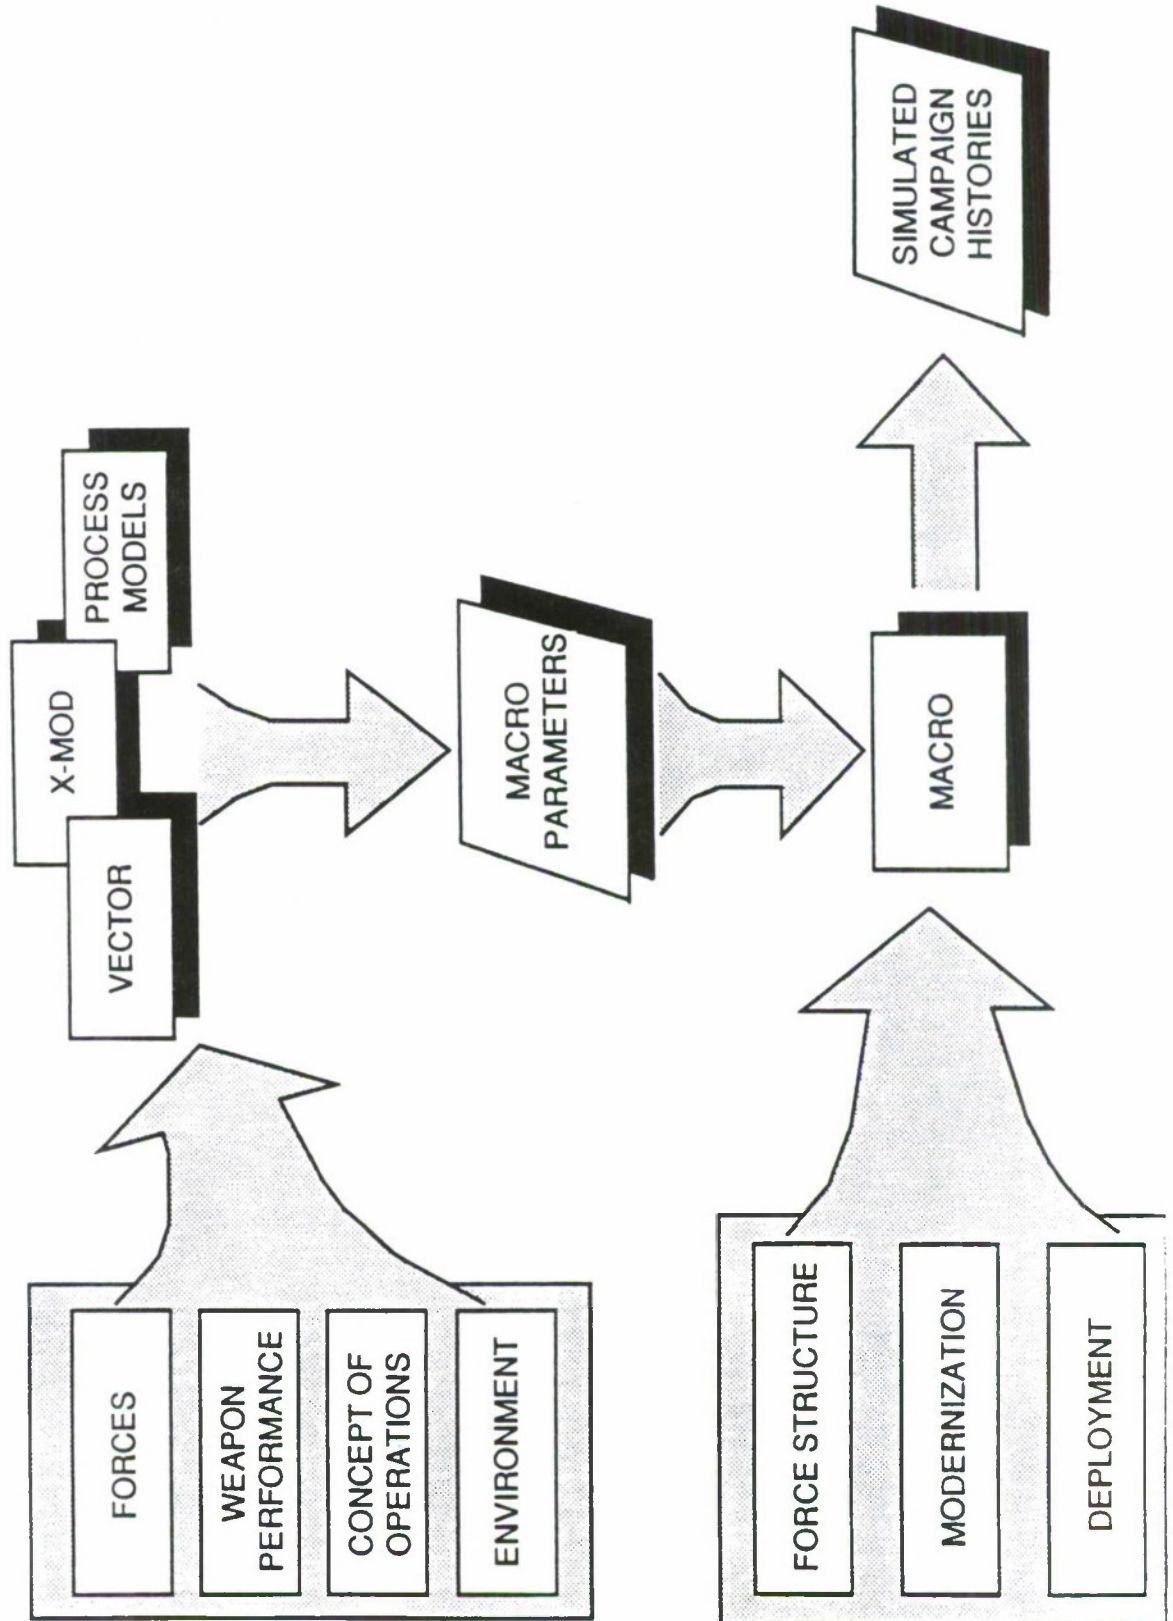 FORCES
WEAPON
PERFORMANCE
CONCEPT OF
OPERATIONS
ENVIRONMENT
VECTOR
X-MOD
PROCESS
MODELS
MACRO
PARAMETERS
FORCE STRUCTURE
MODERNIZATION
DEPLOYMENT
MACRO
SIMULATED
CAMPAIGN
HISTORIES